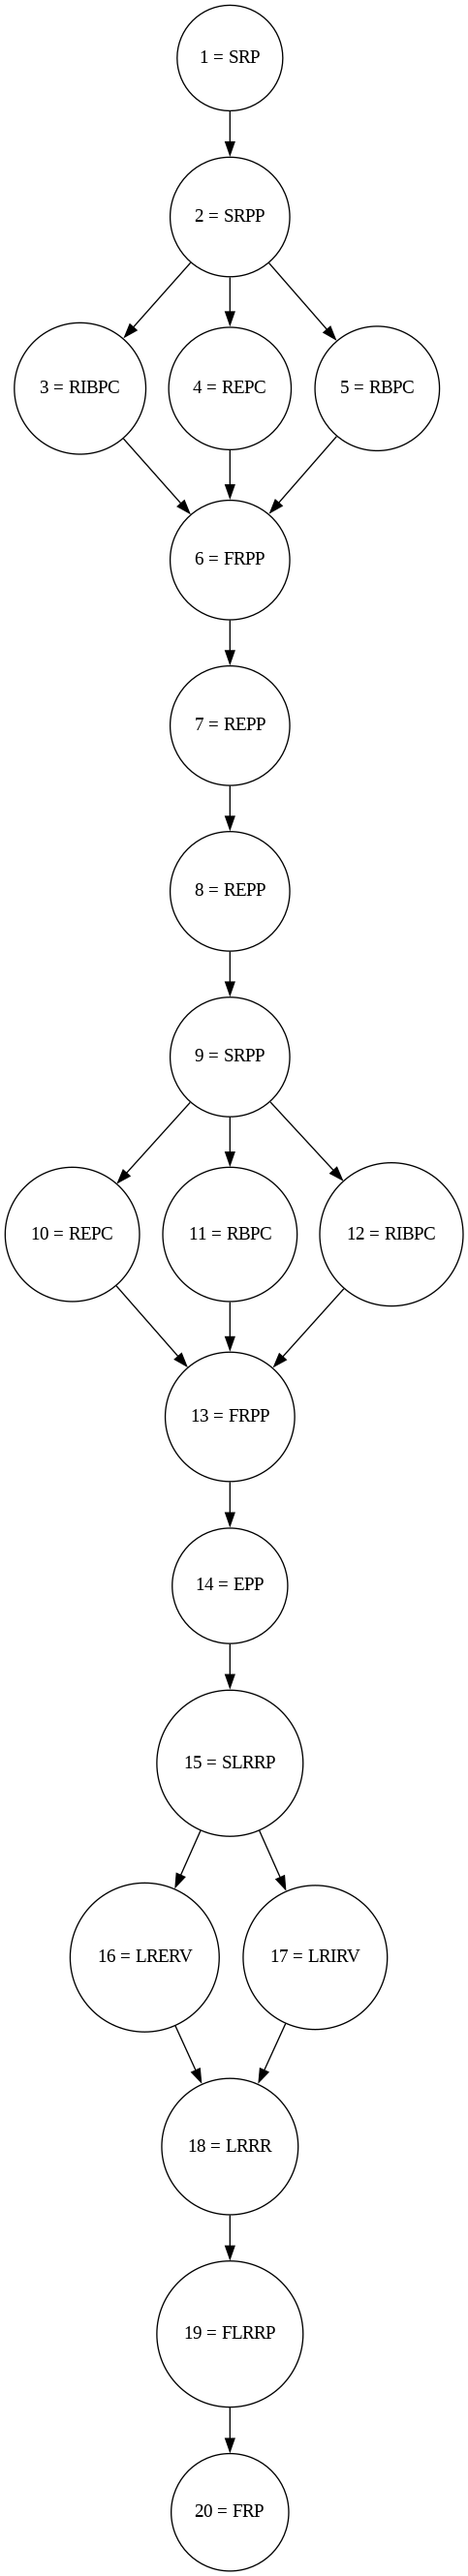 1 = SRP
2 = SRPP
3 = RIBPC
4 = REPC
5 = RBPC
6 = FRPP
7 = REPP
8 = REPP
9 = SRPP
10 = REPC
11 = RBPC
12 = RIBPC
13 = FRPP
14 = EPP
15 = SLRRP
16 = LRERV
17 = LRIRV
18 = LRRR
19 = FLRRP
20 = FRP